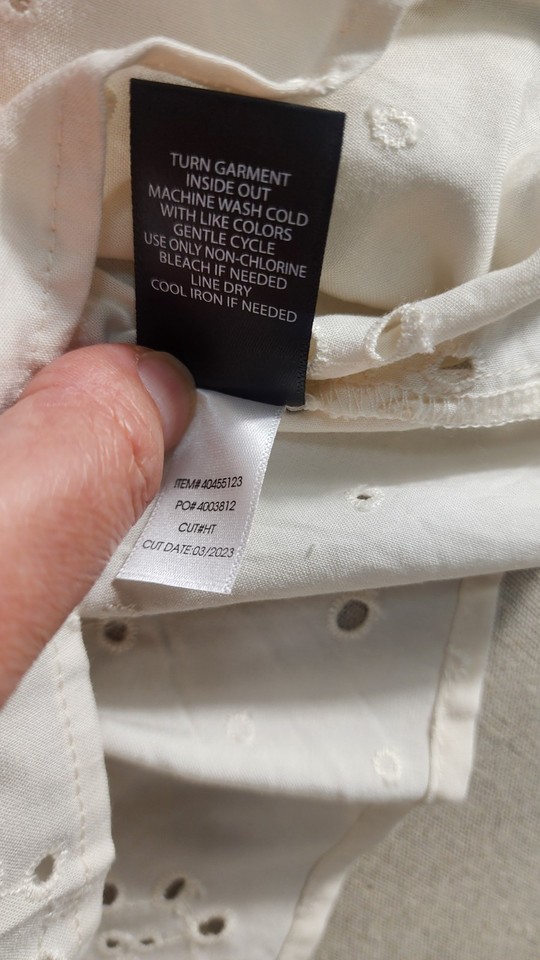 TURN GARMENT
INSIDE OUT
MACHINE WASH COLD
WITH LIKE COLORS
GENTLE CYCLE
USE ONLY NON-CHLORINE
BLEACH IF NEEDED
LINE DRY
COOL IRON IF NEEDED
ITEM# 40455123
PO# 4003812
CUT#HT
CUT DATE:03/2023